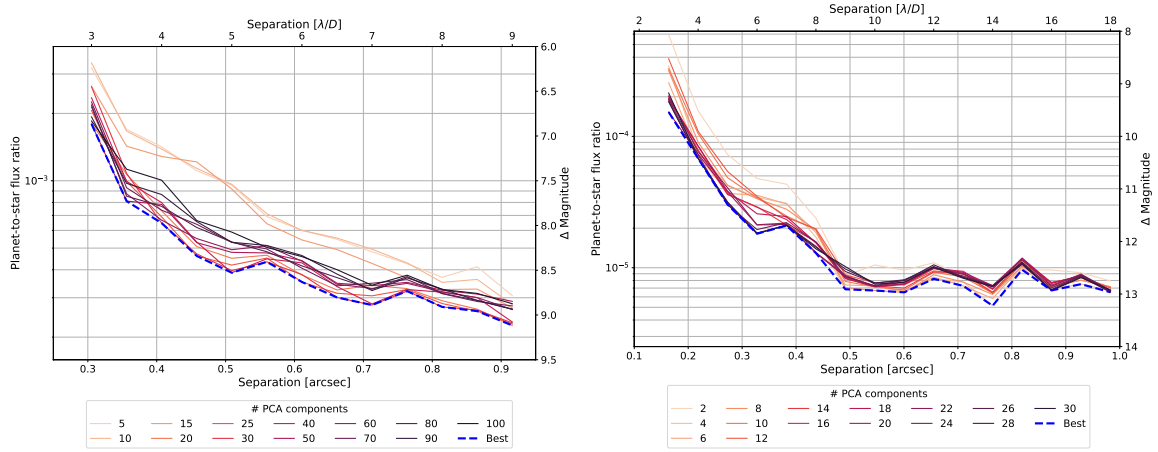 Separation [λ/D]
3 4 5 6 7 8 9
Planet-to-star flux ratio
10⁻³
6.0
6.5
7.0
7.5
8.0
8.5
9.0
9.5
Δ Magnitude
0.3 0.4 0.5 0.6 0.7 0.8 0.9
Separation [arcsec]
# PCA components
5 15 25 40 60 80 100
10 20 30 50 70 90 Best
Separation [λ/D]
2 4 6 8 10 12 14 16 18
Planet-to-star flux ratio
10⁻⁴
10⁻⁵
8
9
10
11
12
13
14
Δ Magnitude
0.1 0.2 0.3 0.4 0.5 0.6 0.7 0.8 0.9 1.0
Separation [arcsec]
# PCA components
2 8 14 18 22 26 30
4 10 16 20 24 28 Best
6 12